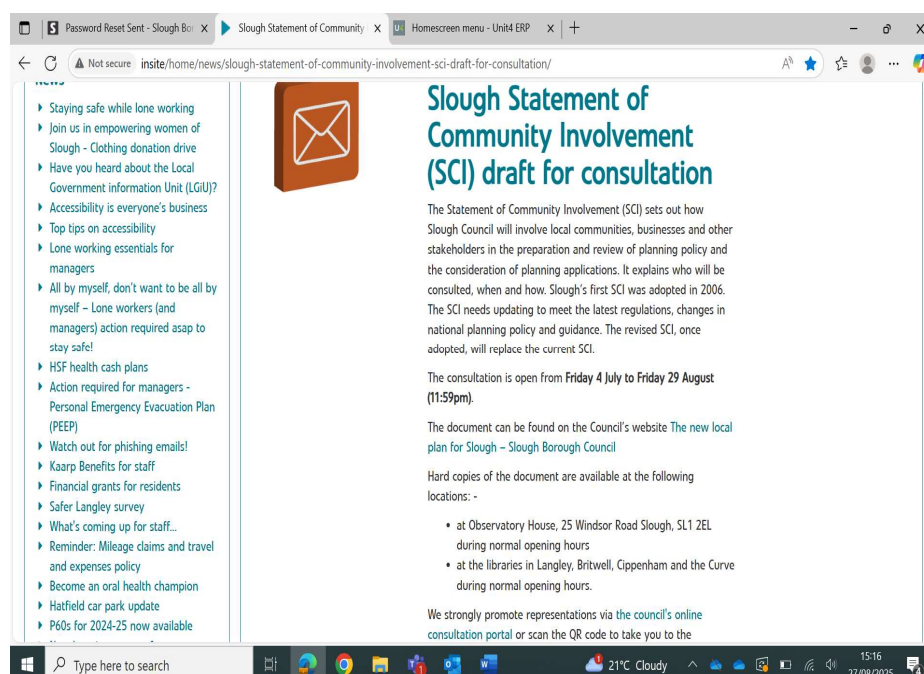 Password Reset Sent - Slough Bor
Slough Statement of Community
Homescreen menu - Unit4 ERP
Not secure
insite/home/news/slough-statement-of-community-involvement-sci-draft-for-consultation/
News
Staying safe while lone working
Join us in empowering women of
Slough - Clothing donation drive
Have you heard about the Local
Government information Unit (LGiU)?
Accessibility is everyone's business
Top tips on accessibility
Lone working essentials for
managers
All by myself, don't want to be all by
myself – Lone workers (and
managers) action required asap to
stay safe!
HSF health cash plans
Action required for managers -
Personal Emergency Evacuation Plan
(PEEP)
Watch out for phishing emails!
Kaarp Benefits for staff
Financial grants for residents
Safer Langley survey
What's coming up for staff...
Reminder: Mileage claims and travel
and expenses policy
Become an oral health champion
Hatfield car park update
P60s for 2024-25 now available
Slough Statement of
Community Involvement
(SCI) draft for consultation
The Statement of Community Involvement (SCI) sets out how
Slough Council will involve local communities, businesses and other
stakeholders in the preparation and review of planning policy and
the consideration of planning applications. It explains who will be
consulted, when and how. Slough's first SCI was adopted in 2006.
The SCI needs updating to meet the latest regulations, changes in
national planning policy and guidance. The revised SCI, once
adopted, will replace the current SCI.
The consultation is open from Friday 4 July to Friday 29 August
(11:59pm).
The document can be found on the Council's website The new local
plan for Slough – Slough Borough Council
Hard copies of the document are available at the following
locations: -
at Observatory House, 25 Windsor Road Slough, SL1 2EL
during normal opening hours
at the libraries in Langley, Britwell, Cippenham and the Curve
during normal opening hours.
We strongly promote representations via the council's online
consultation portal or scan the QR code to take you to the
Type here to search
21°C Cloudy
15:16
27/08/2025